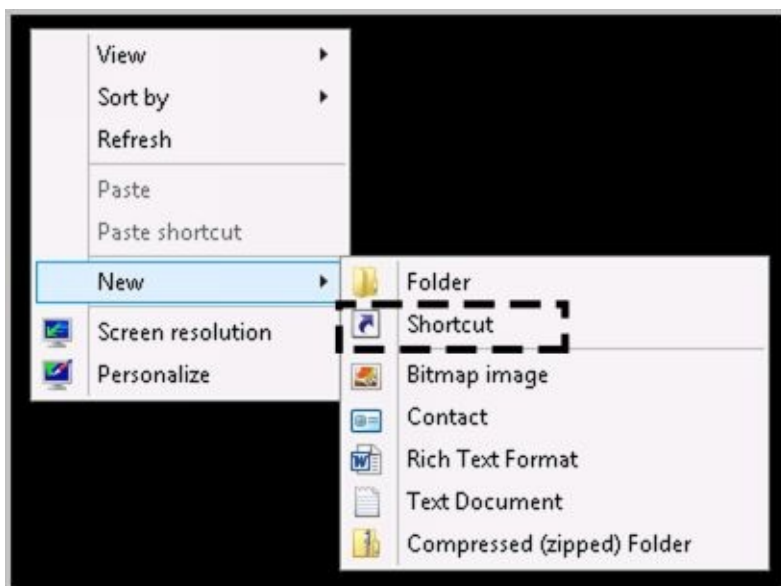 View
Sort by
Refresh
Paste
Paste shortcut
New
Screen resolution
Personalize
Folder
Shortcut
Bitmap image
Contact
Rich Text Format
Text Document
Compressed (zipped) Folder